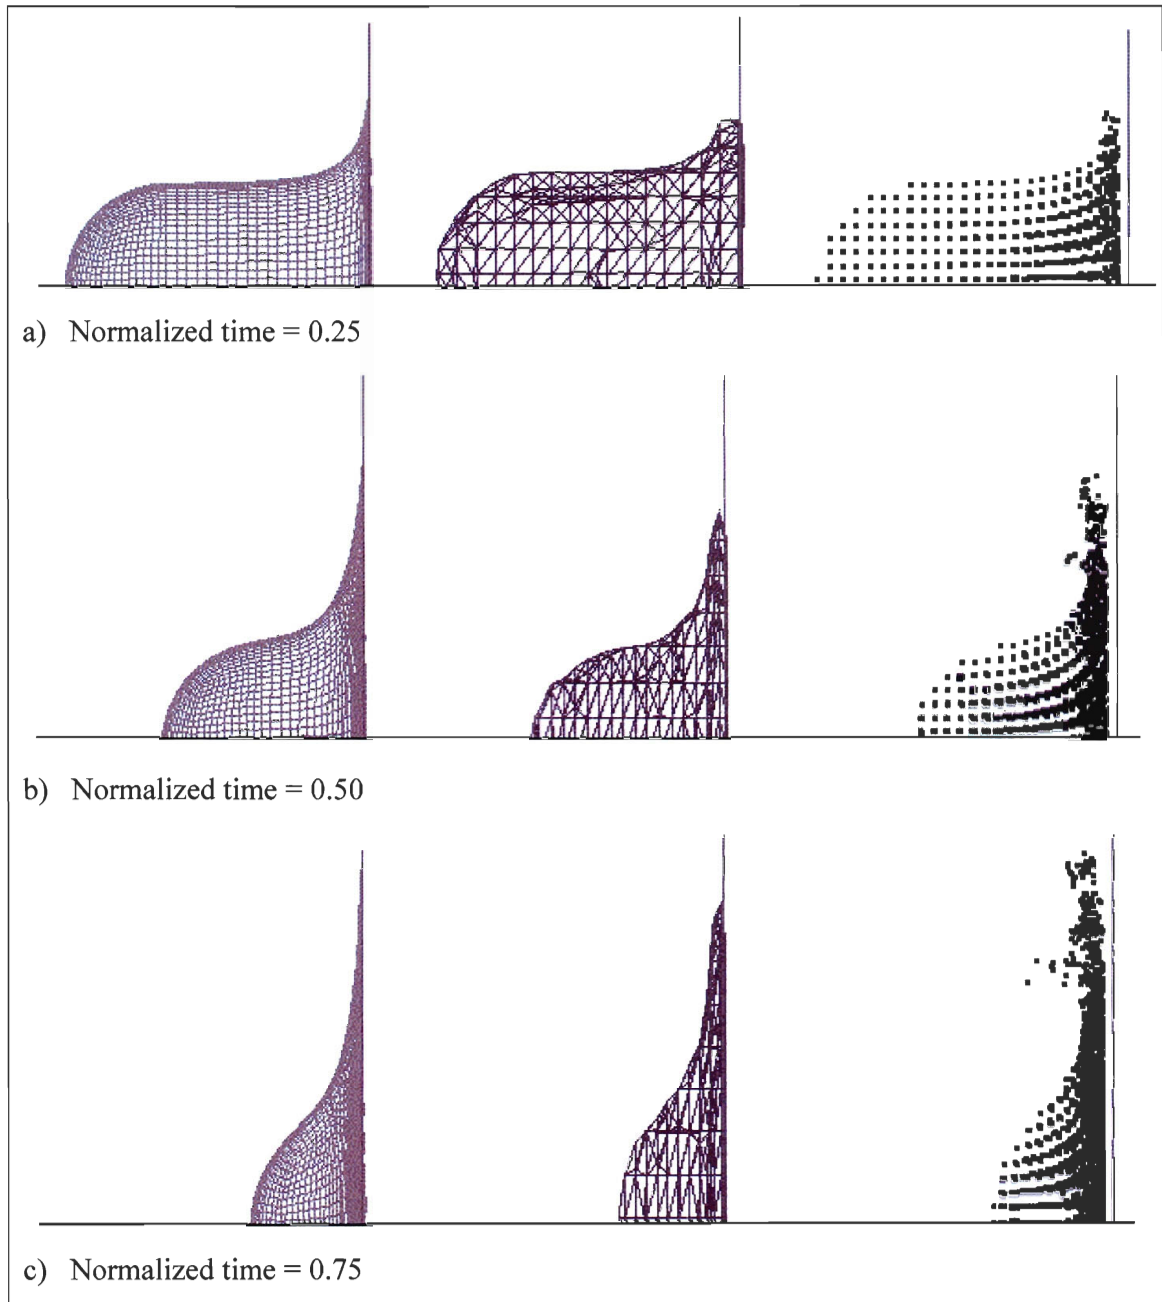 a) Normalized time = 0.25
b) Normalized time = 0.50
c) Normalized time = 0.75